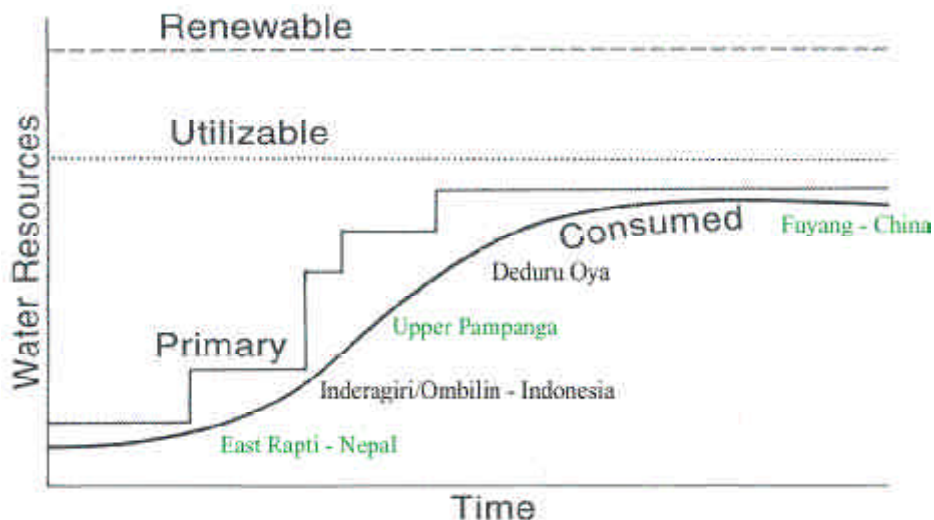 Renewable
Utilizable
Water Resources
Consumed
Fuyang - China
Deduru Oya
Upper Pampanga
Primary
Inderagiri/Ombilin - Indonesia
East Rapti - Nepal
Time